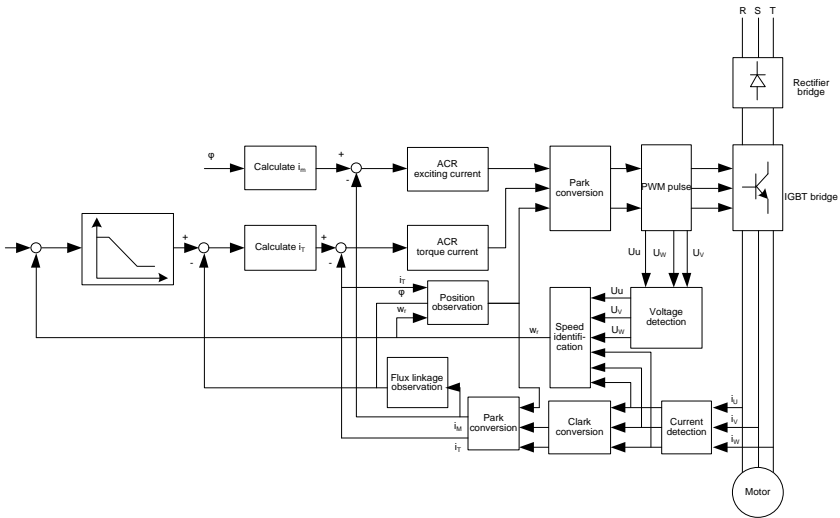 R S T
Rectifier
bridge
φ
Calculate iₘ
+
-
ACR
exciting current
Park
conversion
PWM pulse
IGBT bridge
+
-
Calculate i_T
+
-
ACR
torque current
Uu
U_W
U_V
i_T
φ
w_r
Position
observation
Uu
U_V
U_W
Voltage
detection
w_r
Speed
identifi-
cation
Flux linkage
observation
i_M
i_T
Park
conversion
Clark
conversion
Current
detection
i_U
i_V
i_W
Motor